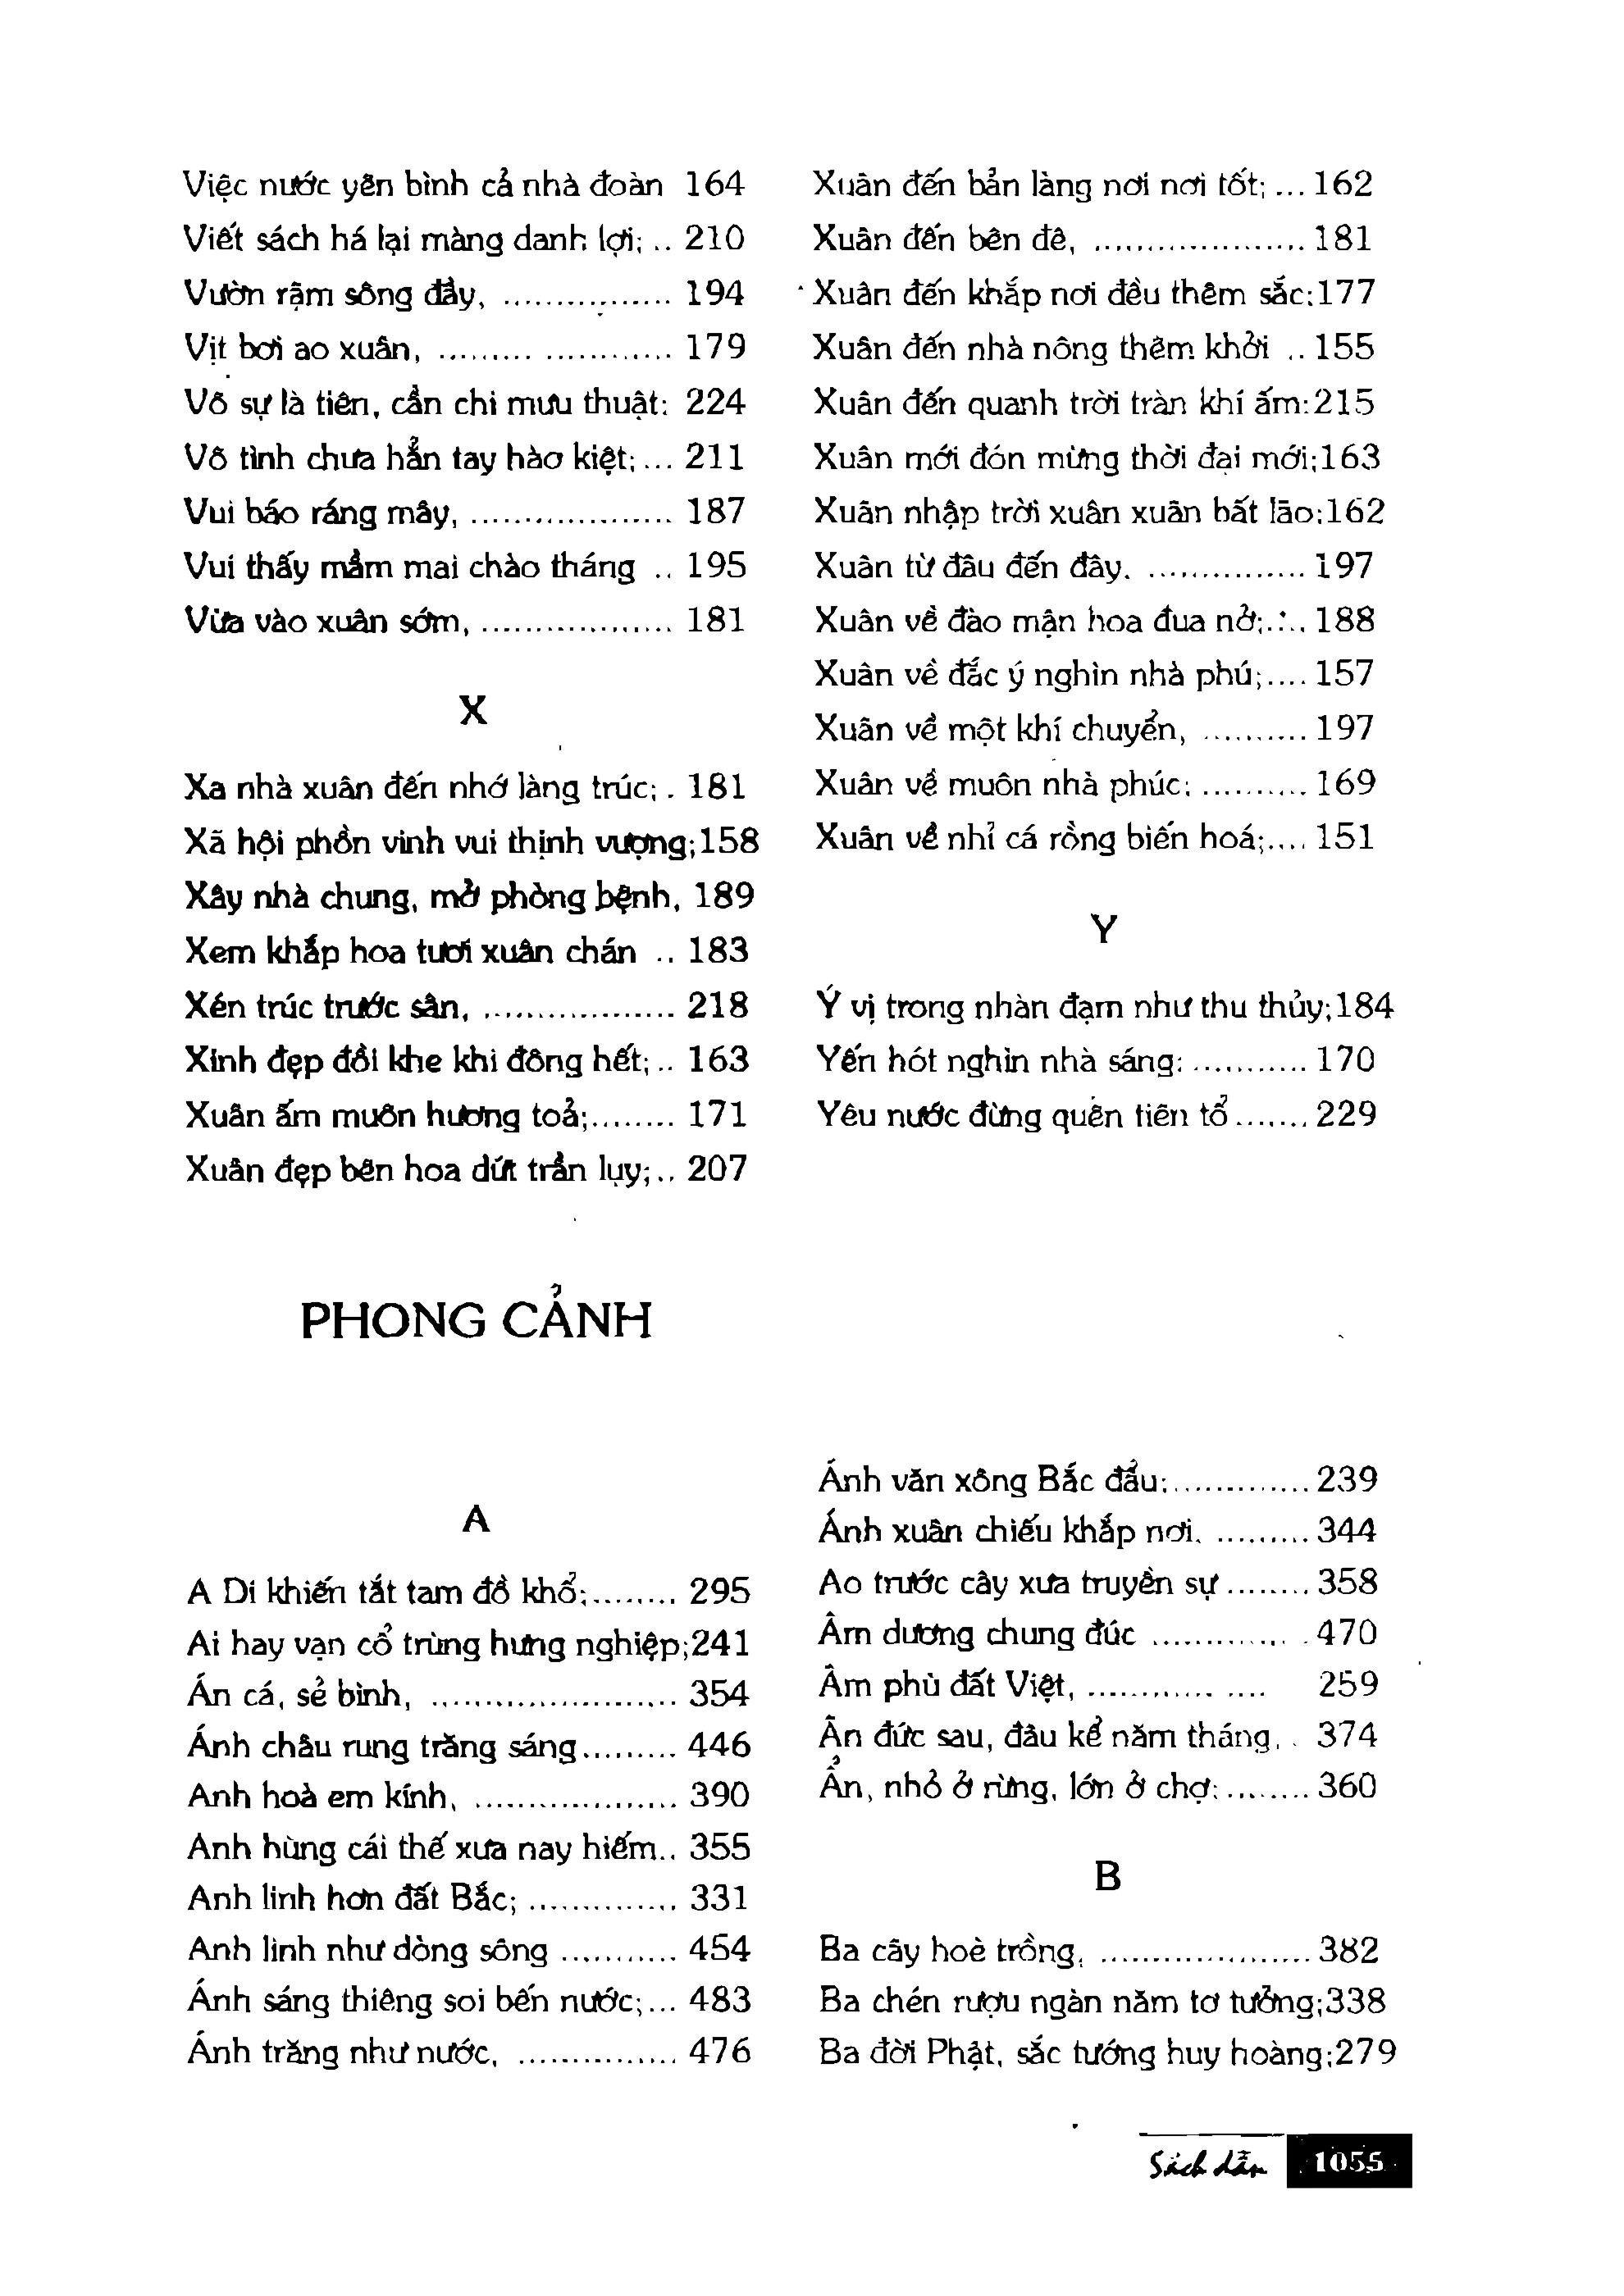 Việc nước yên bình cả nhà đoàn 164
Viết sách há lại màng danh lợi; .. 210
Vườn rậm sông đầy, ................ 194
Vịt bơi ao xuân, ...................... 179
Vô sự là tiên, cần chi mưu thuật: 224
Vô tình chưa hẳn tay hào kiệt; ... 211
Vui báo ráng mây, ................... 187
Vui thấy mầm mai chào tháng .. 195
Vừa vào xuân sớm, .................. 181
X
Xa nhà xuân đến nhớ làng trúc; . 181
Xã hội phồn vinh vui thịnh vượng;158
Xây nhà chung, mở phòng bệnh, 189
Xem khắp hoa tươi xuân chán .. 183
Xén trúc trước sân, .................. 218
Xinh đẹp đồi khe khi đông hết; .. 163
Xuân ấm muôn hương toả;........ 171
Xuân đẹp bên hoa dứt trần lụy; .. 207
Xuân đến bản làng nơi nơi tốt; ... 162
Xuân đến bên đê, .................... 181
Xuân đến khắp nơi đều thêm sắc;177
Xuân đến nhà nông thêm khởi .. 155
Xuân đến quanh trời tràn khí ấm:215
Xuân mới đón mừng thời đại mới;163
Xuân nhập trời xuân xuân bất lão;162
Xuân từ đâu đến đây. ............... 197
Xuân về đào mận hoa đua nở;.... 188
Xuân về đắc ý nghìn nhà phú;.... 157
Xuân về một khí chuyển, .......... 197
Xuân về muôn nhà phúc; .......... 169
Xuân về nhỉ cá rồng biến hoá;.... 151
Y
Ý vị trong nhàn đạm như thu thủy;184
Yến hót nghìn nhà sáng; ........... 170
Yêu nước đừng quên tiên tổ ....... 229
PHONG CẢNH
A
A Di khiến tắt tam đồ khổ;........ 295
Ai hay vạn cổ trùng hưng nghiệp;241
Án cá, sẻ bình, ....................... 354
Ánh châu rung trăng sáng......... 446
Anh hoà em kính, ................... 390
Anh hùng cái thế xưa nay hiếm.. 355
Anh linh hơn đất Bắc; .............. 331
Anh linh như dòng sông ........... 454
Ánh sáng thiêng soi bến nước;... 483
Ánh trăng như nước, ............... 476
Ánh văn xông Bắc đẩu;............. 239
Ánh xuân chiếu khắp nơi. ......... 344
Ao trước cây xưa truyền sự ........ 358
Âm dương chung đúc .............. 470
Âm phù đất Việt, ................ 259
Ân đức sau, đâu kể năm tháng, . 374
Ẩn, nhỏ ở rừng, lớn ở chợ; ........ 360
B
Ba cây hoè trồng, .................... 382
Ba chén rượu ngàn năm tơ tưởng;338
Ba đời Phật, sắc tướng huy hoàng;279
Sách dẫn 1055